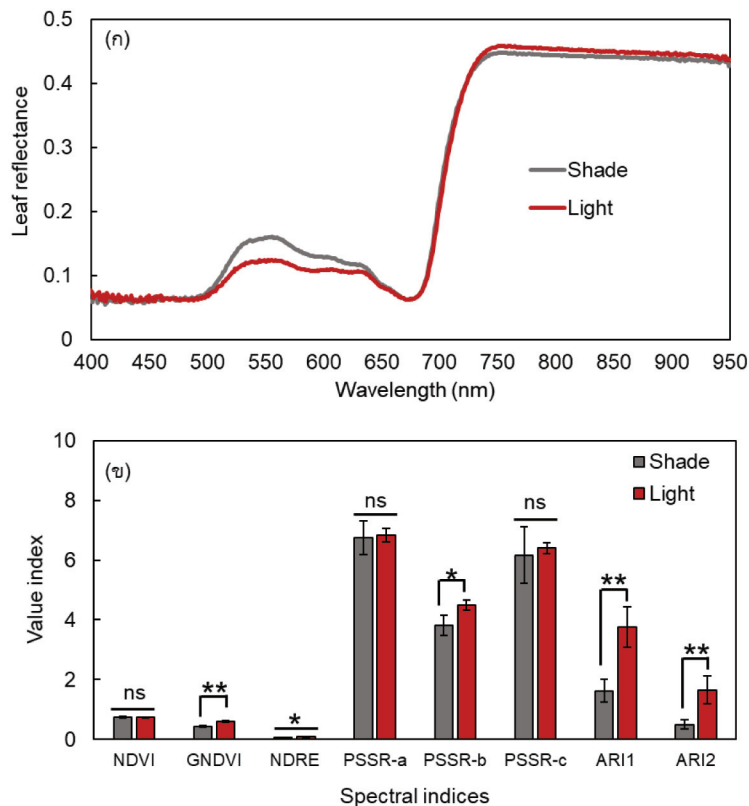 (ก)
0.5
0.4
0.3
0.2
0.1
0
Leaf reflectance
Shade
Light
400 450 500 550 600 650 700 750 800 850 900 950
Wavelength (nm)
(ข)
10
8
6
4
2
0
Value index
Shade
Light
ns
**
*
ns
*
ns
**
**
NDVI GNDVI NDRE PSSR-a PSSR-b PSSR-c ARI1 ARI2
Spectral indices